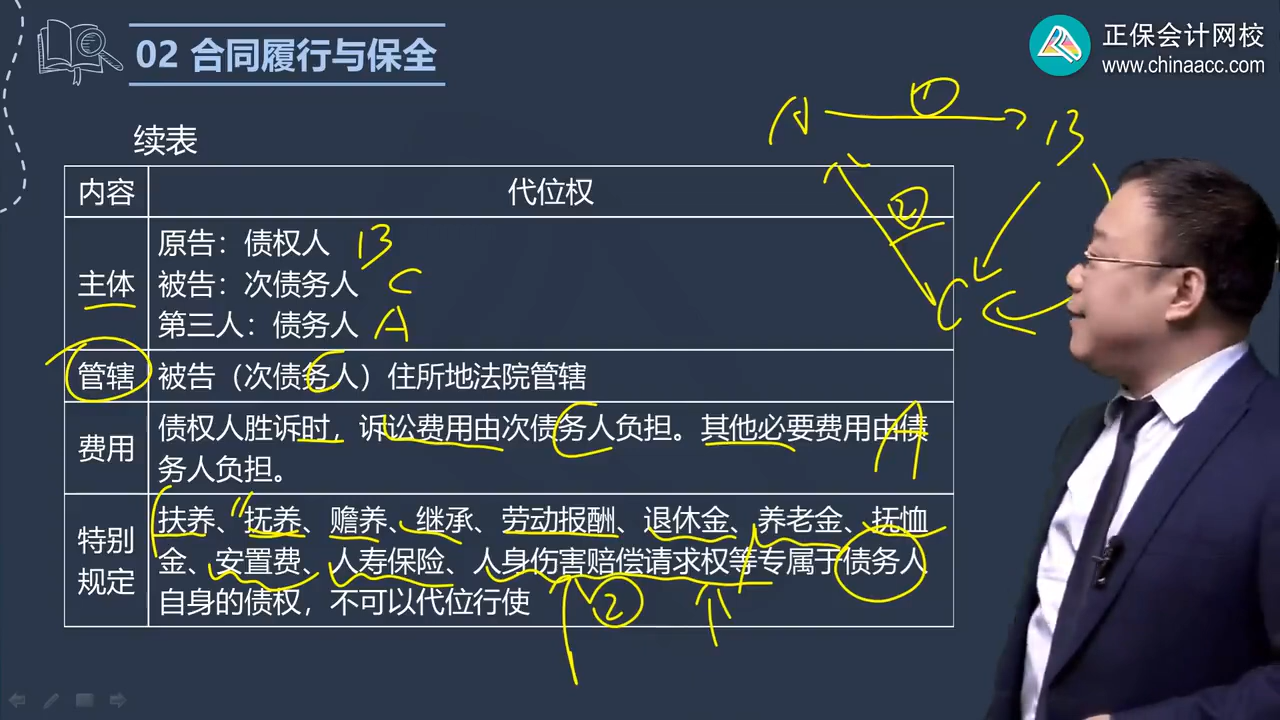 02 合同履行与保全
正保会计网校
www.chinaacc.com
A ① B
②
C
续表
内容 代位权
主体
原告：债权人 B
被告：次债务人 C
第三人：债务人 A
管辖 被告（次债务人）住所地法院管辖 C
费用
债权人胜诉时，诉讼费用由次债务人负担。其他必要费用由债 C A
务人负担。
特别
规定
扶养、抚养、赡养、继承、劳动报酬、退休金、养老金、抚恤
金、安置费、人寿保险、人身伤害赔偿请求权等专属于债务人
自身的债权，不可以代位行使
②